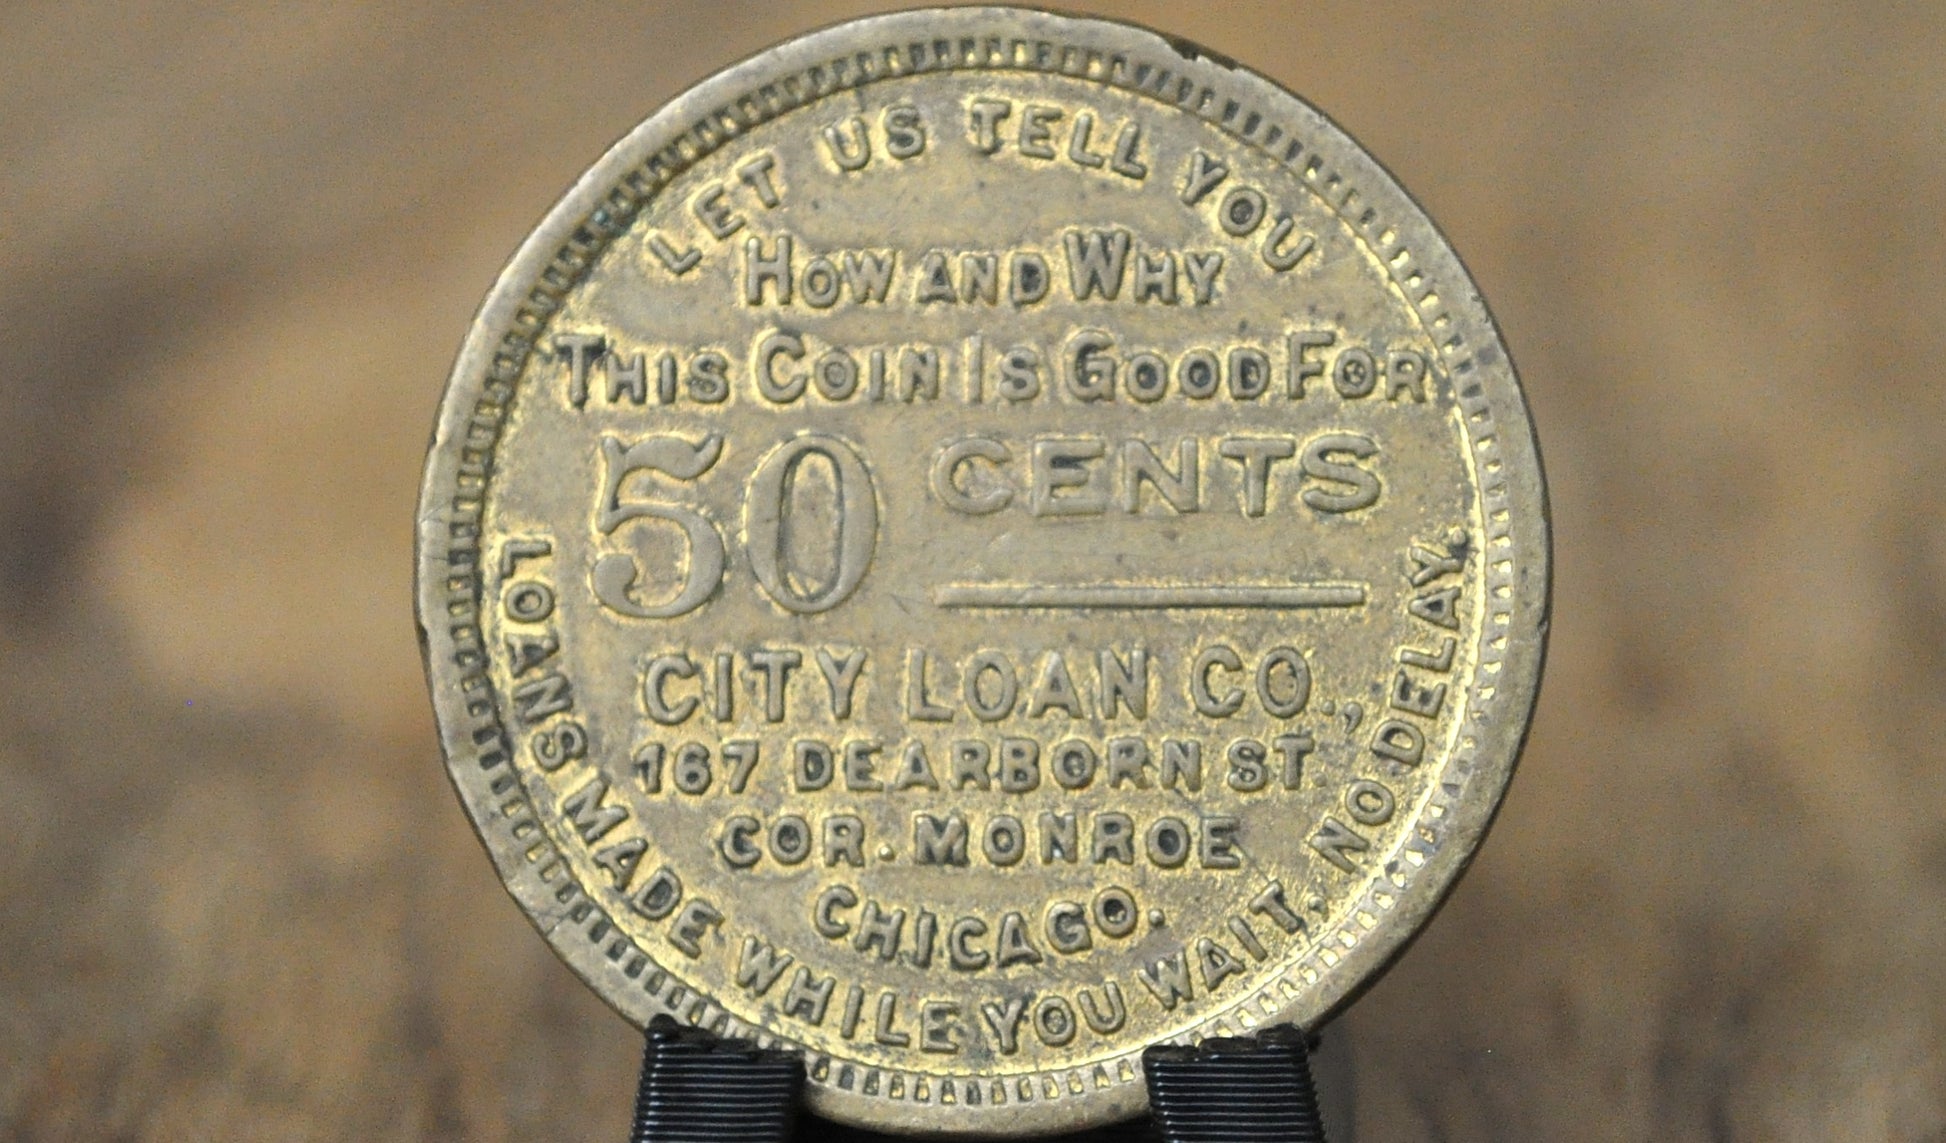 LET US TELL YOU
HOW AND WHY
THIS COIN IS GOOD FOR
50 CENTS
CITY LOAN CO.,
167 DEARBORN ST.
COR. MONROE
CHICAGO.
LOANS MADE WHILE YOU WAIT, NO DELAY.